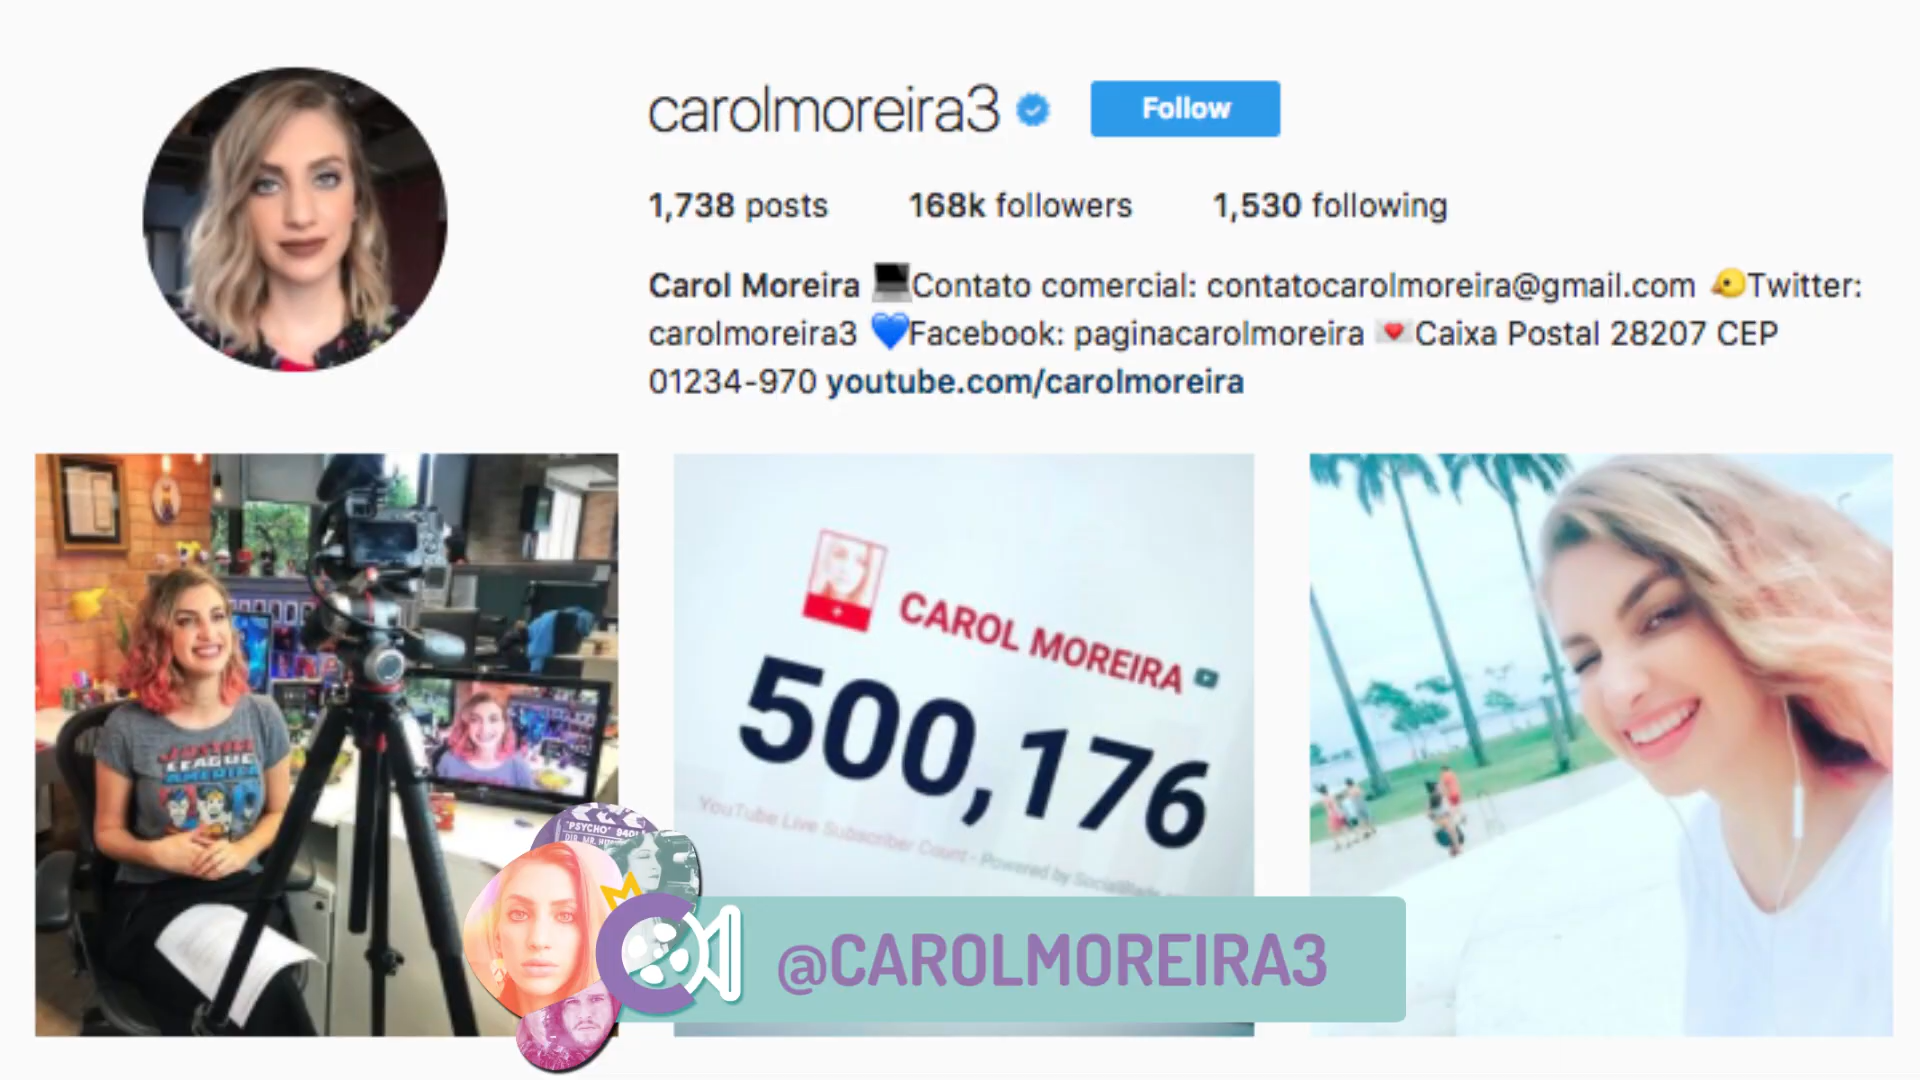 carolmoreira3
Follow
1,738 posts 168k followers 1,530 following
Carol Moreira 💻Contato comercial: contatocarolmoreira@gmail.com 🐤Twitter:
carolmoreira3 💙Facebook: paginacarolmoreira 💌Caixa Postal 28207 CEP
01234-970 youtube.com/carolmoreira
JUSTICE
LEAGUE
AMERICA
CAROL MOREIRA
500,176
YouTube Live Subscriber Count - Powered by
"PSYCHO"
@CAROLMOREIRA3